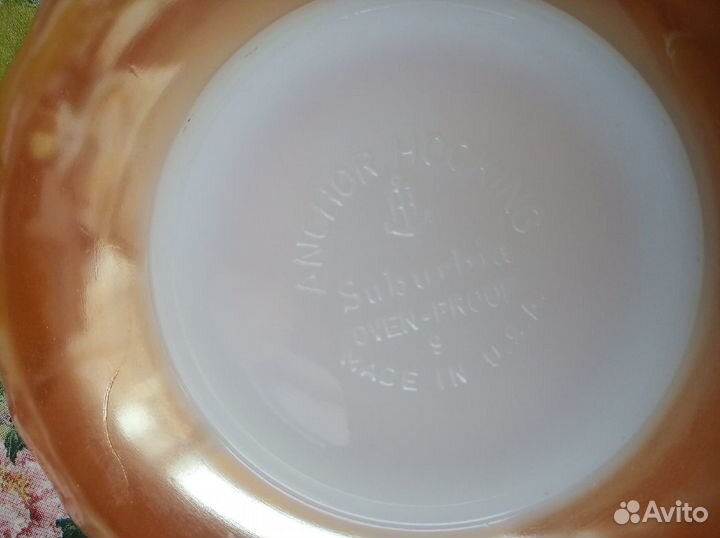 ANCHOR HOCKING
Suburbia
OVEN-PROOF
9
MADE IN U.S.A.
Avito